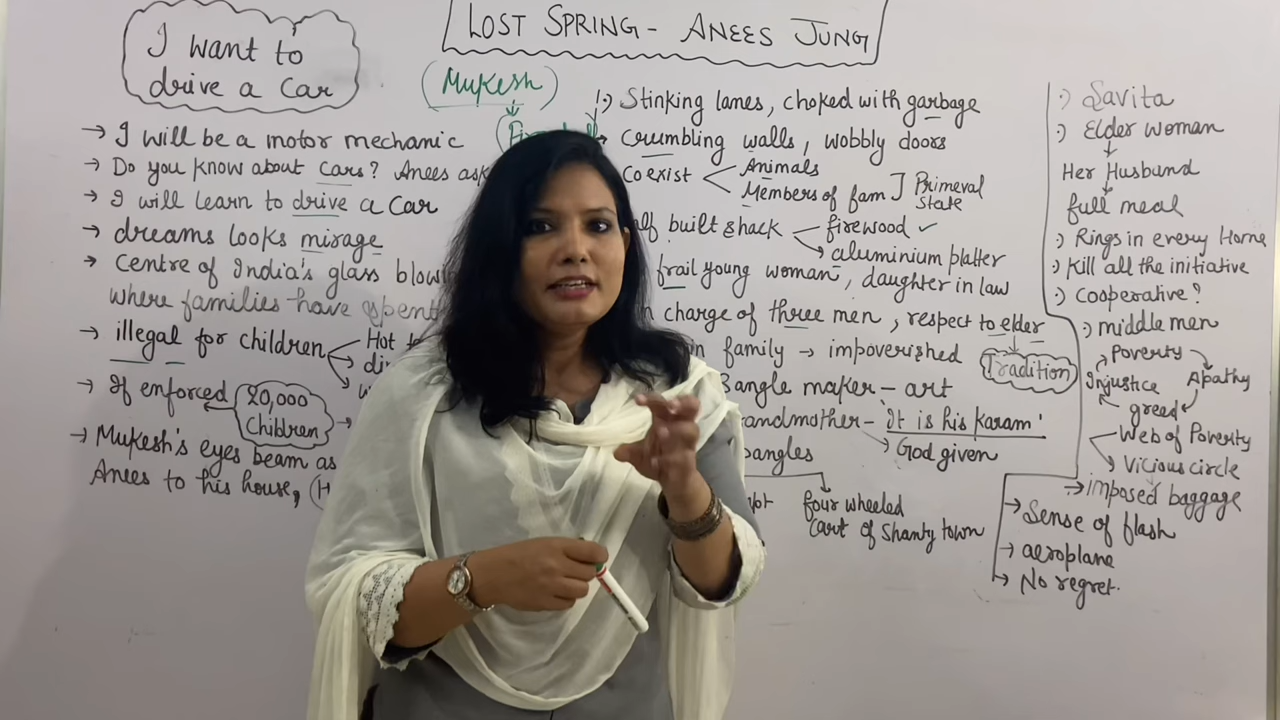 LOST SPRING - ANEES JUNG
I want to
drive a Car
(Mukesh)
→ I will be a motor mechanic
→ Do you know about cars? Anees
→ I will learn to drive a Car
→ dreams looks mirage
→ Centre of India's glass
where families have spent
→ illegal for children
Hot
→ If enforced
20,000
Children
→ Mukesh's eyes beam as
Anees to his house,
Stinking lanes, choked with garbage
Crumbling walls, wobbly doors
Co exist
Animals
Members of fam
Primeval
State
built shack
firewood ✓
aluminium platter
frail young woman, daughter in law
charge of three men, respect to elder
family → impoverished
Tradition
Bangle maker - art
- It is his karam'
God given
bangles
four wheeled
Cart of Shanty town
:) Savita
:) Elder woman
Her Husband
full meal
:) Rings in every Home
:) Kill all the initiative
:) Cooperative?
:) middle men
Poverty
Injustice
Apathy
greed
Web of Poverty
Vicious circle
→ imposed baggage
→ Sense of flash
→ aeroplane
→ No regret.